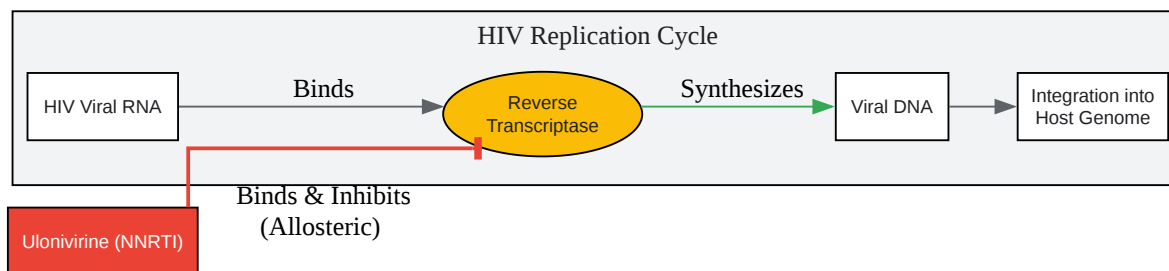 HIV Replication Cycle
HIV Viral RNA
Binds
Reverse
Transcriptase
Synthesizes
Viral DNA
Integration into
Host Genome
Binds & Inhibits
(Allosteric)
Ulonivirine (NNRTI)